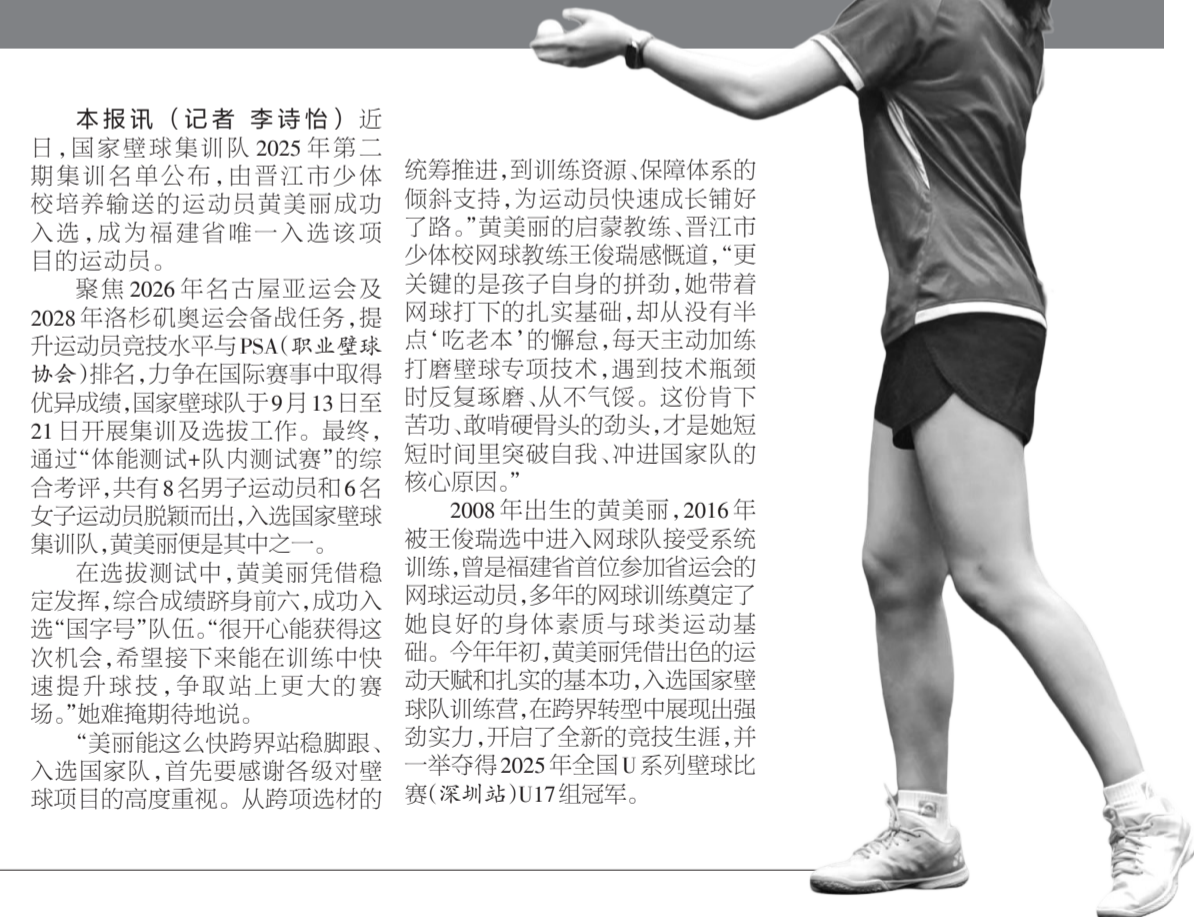 本报讯（记者 李诗怡）近
日，国家壁球集训队2025年第二
期集训名单公布，由晋江市少体
校培养输送的运动员黄美丽成功
入选，成为福建省唯一入选该项
目的运动员。
聚焦2026年名古屋亚运会及
2028年洛杉矶奥运会备战任务，提
升运动员竞技水平与PSA（职业壁球
协会）排名，力争在国际赛事中取得
优异成绩，国家壁球队于9月13日至
21日开展集训及选拔工作。最终，
通过“体能测试+队内测试赛”的综
合考评，共有8名男子运动员和6名
女子运动员脱颖而出，入选国家壁球
集训队，黄美丽便是其中之一。
在选拔测试中，黄美丽凭借稳
定发挥，综合成绩跻身前六，成功入
选“国字号”队伍。“很开心能获得这
次机会，希望接下来能在训练中快
速提升球技，争取站上更大的赛
场。”她难掩期待地说。
“美丽能这么快跨界站稳脚跟、
入选国家队，首先要感谢各级对壁
球项目的高度重视。从跨项选材的
统筹推进，到训练资源、保障体系的
倾斜支持，为运动员快速成长铺好
了路。”黄美丽的启蒙教练、晋江市
少体校网球教练王俊瑞感慨道，“更
关键的是孩子自身的拼劲，她带着
网球打下的扎实基础，却从没有半
点‘吃老本’的懈怠，每天主动加练
打磨壁球专项技术，遇到技术瓶颈
时反复琢磨、从不气馁。这份肯下
苦功、敢啃硬骨头的劲头，才是她短
短时间里突破自我、冲进国家队的
核心原因。”
2008年出生的黄美丽，2016年
被王俊瑞选中进入网球队接受系统
训练，曾是福建省首位参加省运会的
网球运动员，多年的网球训练奠定了
她良好的身体素质与球类运动基
础。今年年初，黄美丽凭借出色的运
动天赋和扎实的基本功，入选国家壁
球队训练营，在跨界转型中展现出强
劲实力，开启了全新的竞技生涯，并
一举夺得2025年全国U系列壁球比
赛（深圳站）U17组冠军。